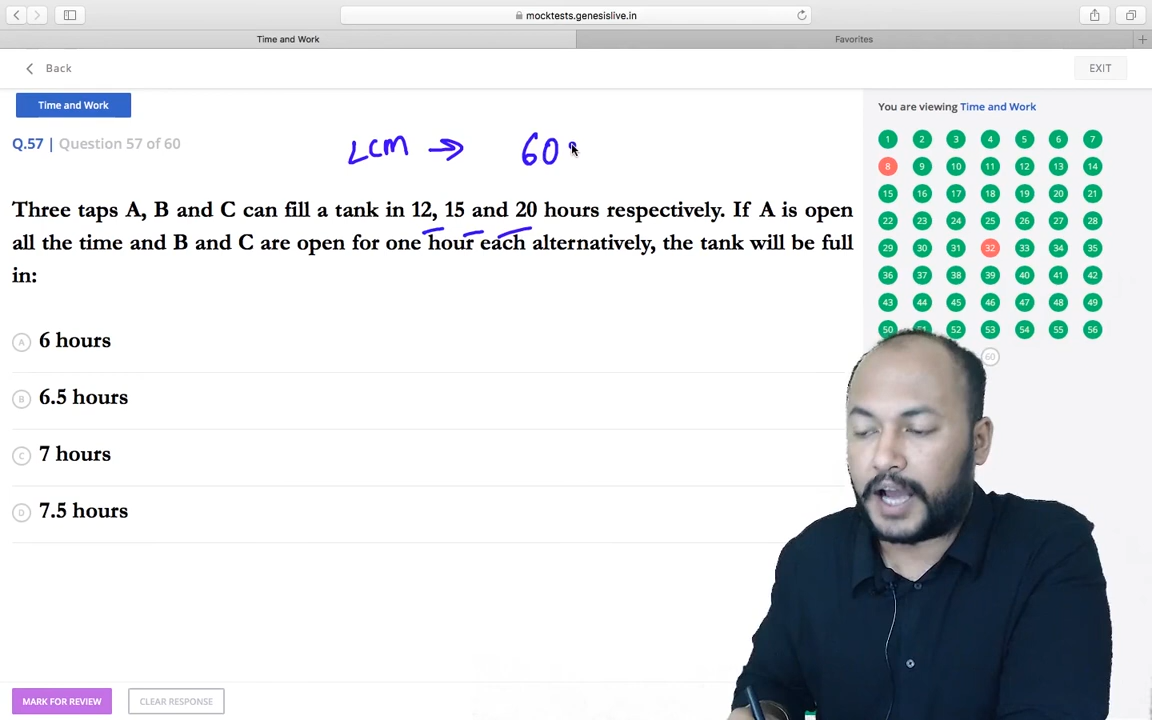 mocktests.genesislive.in
Time and Work
Favorites
+
Back
EXIT
Time and Work
You are viewing Time and Work
Q.57 | Question 57 of 60
LCM → 60
1 2 3 4 5 6 7
8 9 10 11 12 13 14
15 16 17 18 19 20 21
22 23 24 25 26 27 28
29 30 31 32 33 34 35
36 37 38 39 40 41 42
43 44 45 46 47 48 49
50 51 52 53 54 55 56
60
Three taps A, B and C can fill a tank in 12, 15 and 20 hours respectively. If A is open
all the time and B and C are open for one hour each alternatively, the tank will be full
in:
A 6 hours
B 6.5 hours
C 7 hours
D 7.5 hours
MARK FOR REVIEW
CLEAR RESPONSE